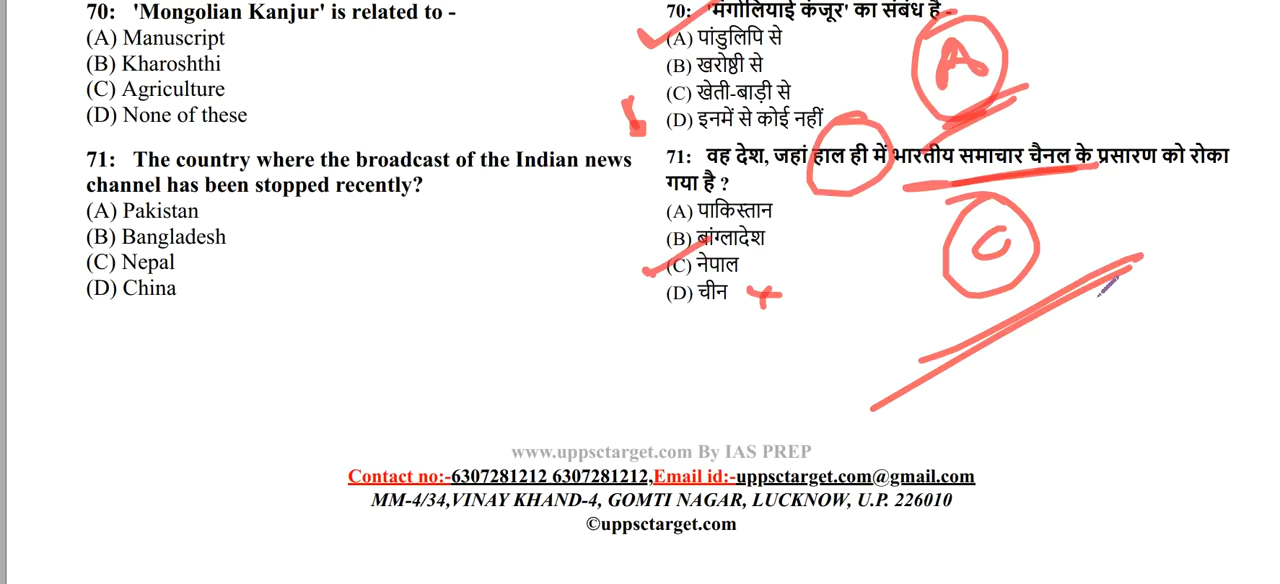 70: 'Mongolian Kanjur' is related to -
(A) Manuscript
(B) Kharoshthi
(C) Agriculture
(D) None of these
71: The country where the broadcast of the Indian news
channel has been stopped recently?
(A) Pakistan
(B) Bangladesh
(C) Nepal
(D) China
70: 'मंगोलियाई कंजूर' का संबंध है -
(A) पांडुलिपि से
(B) खरोष्ठी से
(C) खेती-बाड़ी से
(D) इनमें से कोई नहीं
A
71: वह देश, जहां हाल ही में भारतीय समाचार चैनल के प्रसारण को रोका
गया है ?
(A) पाकिस्तान
(B) बांग्लादेश
(C) नेपाल
(D) चीन
C
www.uppsctarget.com By IAS PREP
Contact no:-6307281212 6307281212,Email id:-uppsctarget.com@gmail.com
MM-4/34,VINAY KHAND-4, GOMTI NAGAR, LUCKNOW, U.P. 226010
©uppsctarget.com